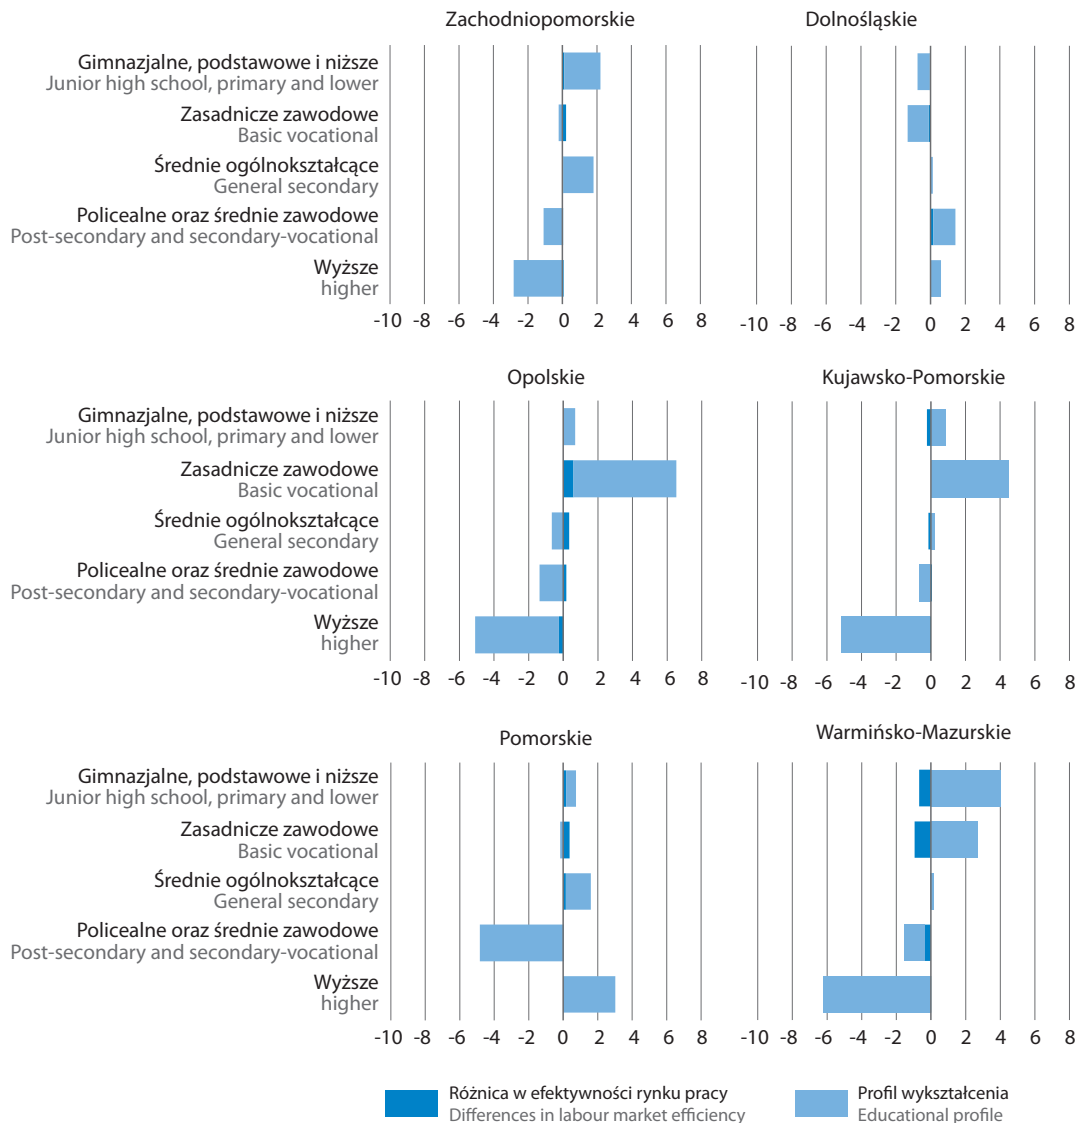 Zachodniopomorskie
Dolnośląskie
Gimnazjalne, podstawowe i niższe
Junior high school, primary and lower
Zasadnicze zawodowe
Basic vocational
Średnie ogólnokształcące
General secondary
Policealne oraz średnie zawodowe
Post-secondary and secondary-vocational
Wyższe
higher
-10 -8 -6 -4 -2 0 2 4 6 8
-10 -8 -6 -4 -2 0 2 4 6 8
Opolskie
Kujawsko-Pomorskie
Gimnazjalne, podstawowe i niższe
Junior high school, primary and lower
Zasadnicze zawodowe
Basic vocational
Średnie ogólnokształcące
General secondary
Policealne oraz średnie zawodowe
Post-secondary and secondary-vocational
Wyższe
higher
-10 -8 -6 -4 -2 0 2 4 6 8
-10 -8 -6 -4 -2 0 2 4 6 8
Pomorskie
Warmińsko-Mazurskie
Gimnazjalne, podstawowe i niższe
Junior high school, primary and lower
Zasadnicze zawodowe
Basic vocational
Średnie ogólnokształcące
General secondary
Policealne oraz średnie zawodowe
Post-secondary and secondary-vocational
Wyższe
higher
-10 -8 -6 -4 -2 0 2 4 6 8
-10 -8 -6 -4 -2 0 2 4 6 8
Różnica w efektywności rynku pracy
Differences in labour market efficiency
Profil wykształcenia
Educational profile